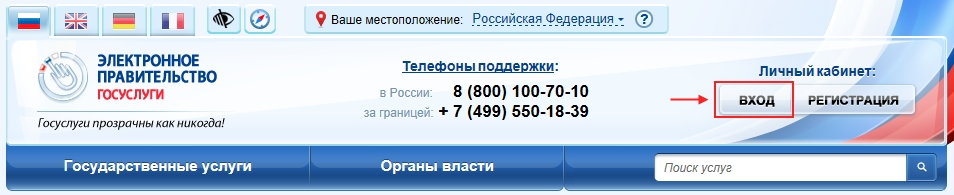 Ваше местоположение: Российская Федерация
?
ЭЛЕКТРОННОЕ
ПРАВИТЕЛЬСТВО
ГОСУСЛУГИ
Госуслуги прозрачны как никогда!
Телефоны поддержки:
в России: 8 (800) 100-70-10
за границей: + 7 (499) 550-18-39
Личный кабинет:
ВХОД РЕГИСТРАЦИЯ
Государственные услуги Органы власти Поиск услуг